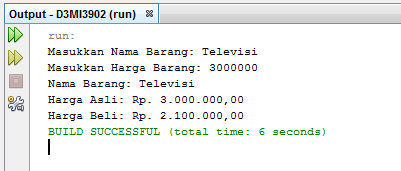 Output - D3MI3902 (run)
run:
Masukkan Nama Barang: Televisi
Masukkan Harga Barang: 3000000
Nama Barang: Televisi
Harga Asli: Rp. 3.000.000,00
Harga Beli: Rp. 2.100.000,00
BUILD SUCCESSFUL (total time: 6 seconds)